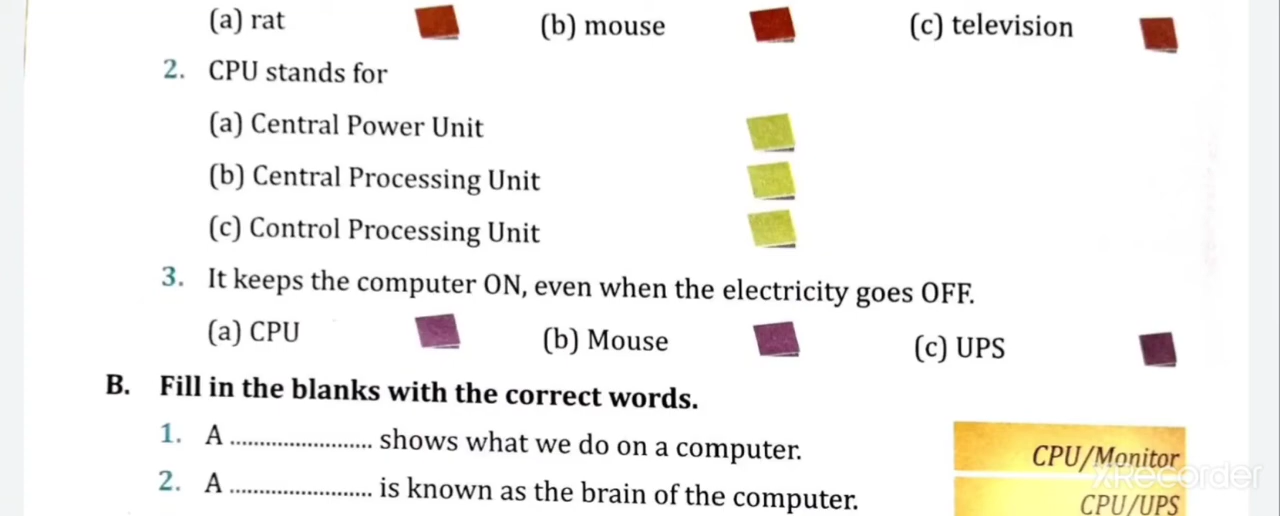 (a) rat (b) mouse (c) television
2. CPU stands for
(a) Central Power Unit
(b) Central Processing Unit
(c) Control Processing Unit
3. It keeps the computer ON, even when the electricity goes OFF.
(a) CPU (b) Mouse (c) UPS
B. Fill in the blanks with the correct words.
1. A ........................ shows what we do on a computer. CPU/Monitor
XRecorder
2. A ........................ is known as the brain of the computer. CPU/UPS